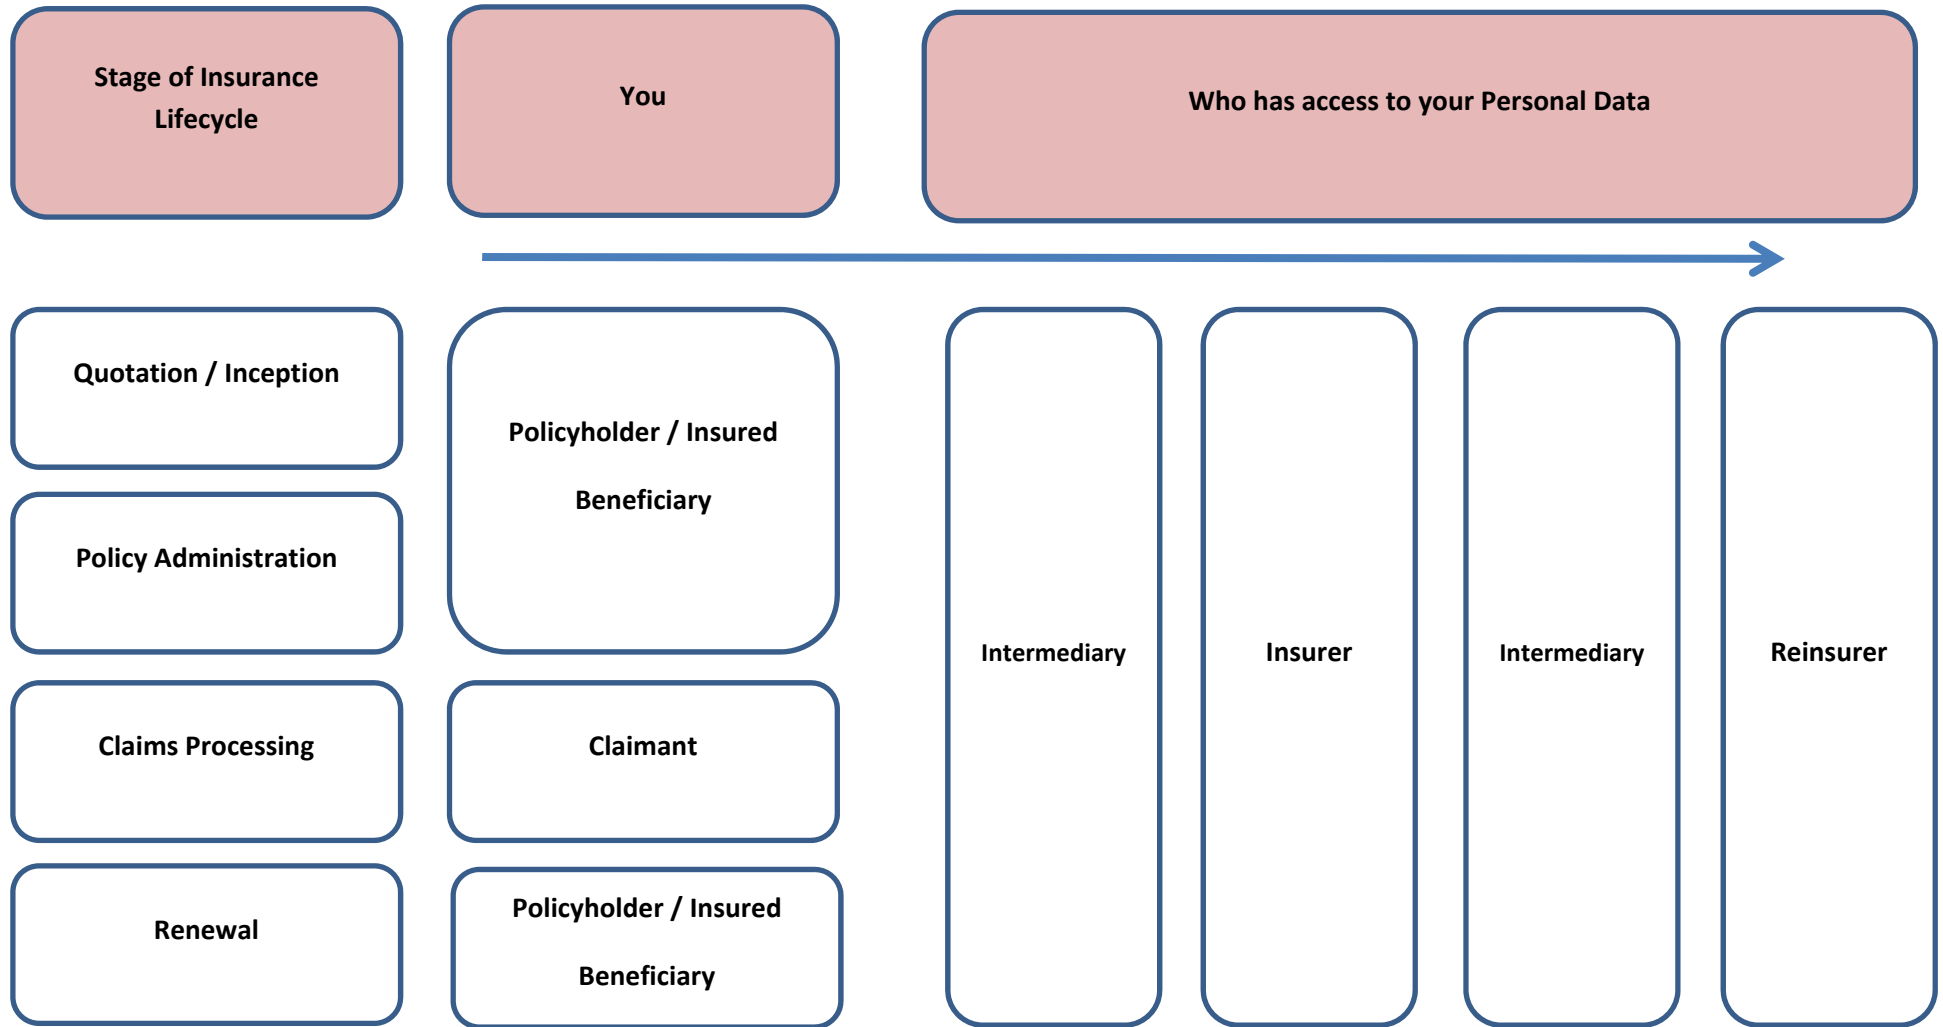 Stage of Insurance
Lifecycle
You
Who has access to your Personal Data
Quotation / Inception
Policyholder / Insured
Beneficiary
Policy Administration
Intermediary
Insurer
Intermediary
Reinsurer
Claims Processing
Claimant
Renewal
Policyholder / Insured
Beneficiary